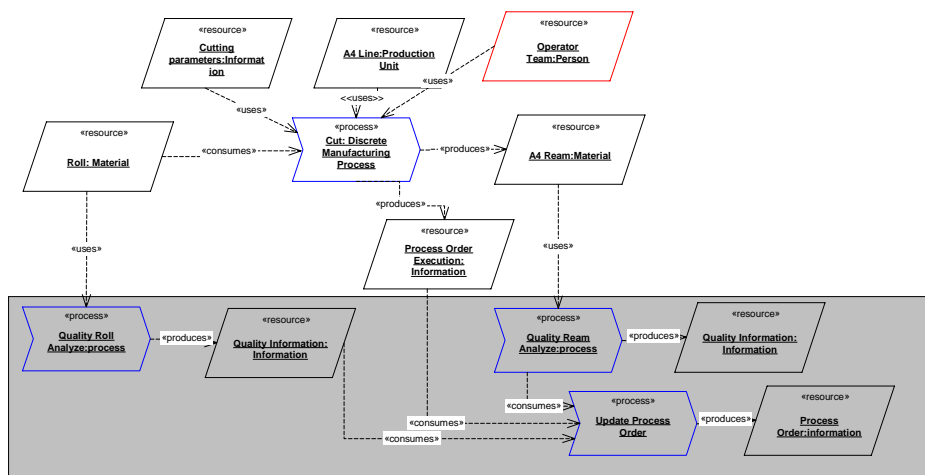 «resource»
Cutting
parameters:Informat
ion
«resource»
A4 Line:Production
Unit
«resource»
Operator
Team:Person
«uses»
<<uses>>
«uses»
«resource»
Roll: Material
«consumes»
«process»
Cut: Discrete
Manufacturing
Process
«produces»
«resource»
A4 Ream:Material
«produces»
«resource»
Process Order
Execution:
Information
«uses»
«uses»
«process»
Quality Roll
Analyze:process
«produces»
«resource»
Quality Information:
Information
«process»
Quality Ream
Analyze:process
«produces»
«resource»
Quality Information:
Information
«consumes»
«consumes»
«consumes»
«process»
Update Process
Order
«produces»
«resource»
Process
Order:information